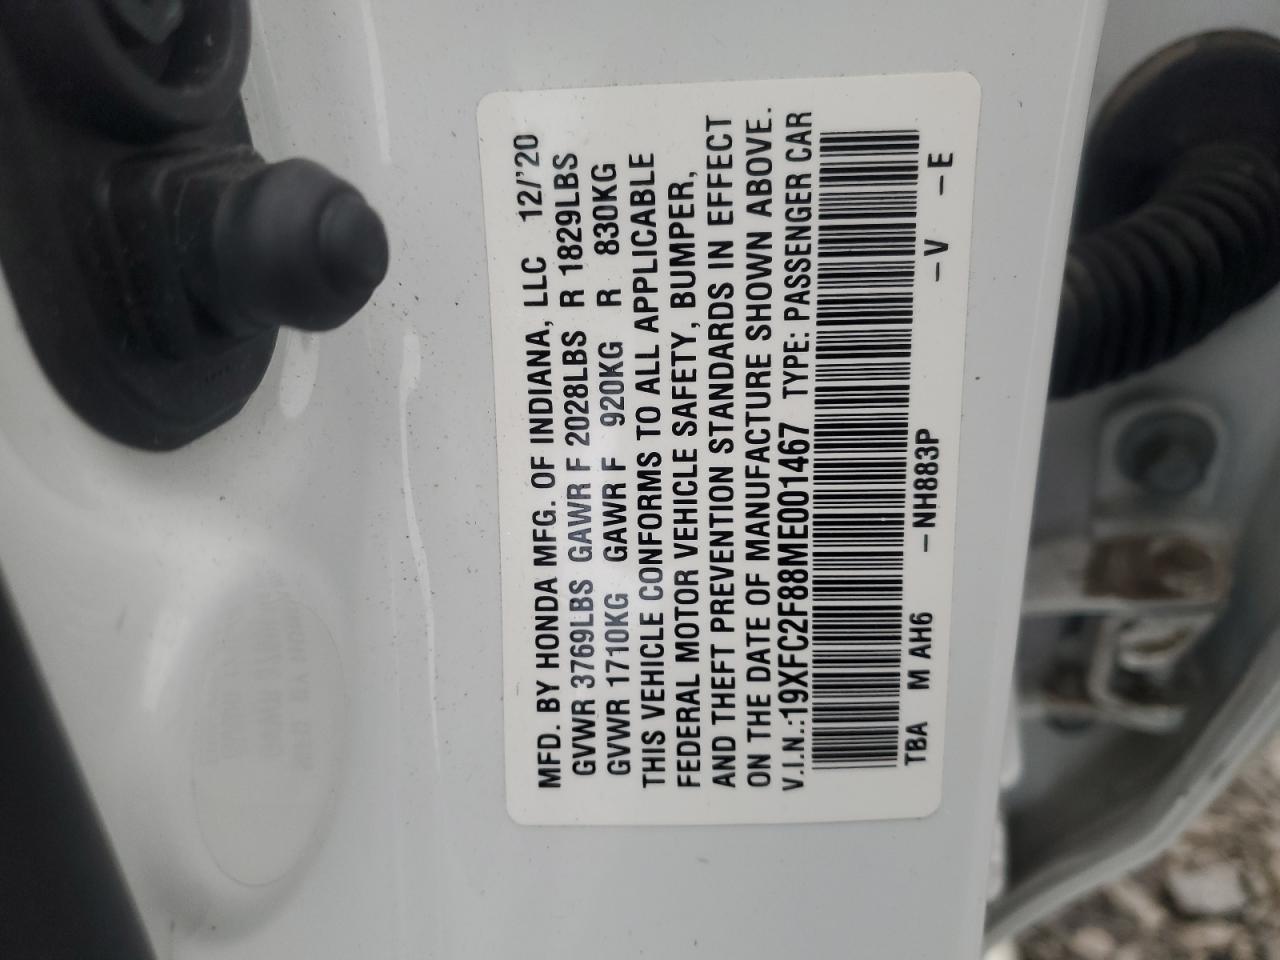 MFD. BY HONDA MFG. OF INDIANA, LLC 12/'20
GVWR 3769LBS GAWR F 2028LBS R 1829LBS
GVWR 1710KG GAWR F 920KG R 830KG
THIS VEHICLE CONFORMS TO ALL APPLICABLE
FEDERAL MOTOR VEHICLE SAFETY, BUMPER,
AND THEFT PREVENTION STANDARDS IN EFFECT
ON THE DATE OF MANUFACTURE SHOWN ABOVE.
V.I.N.:19XFC2F88ME001467 TYPE: PASSENGER CAR
TBA M AH6 –NH883P –V –E